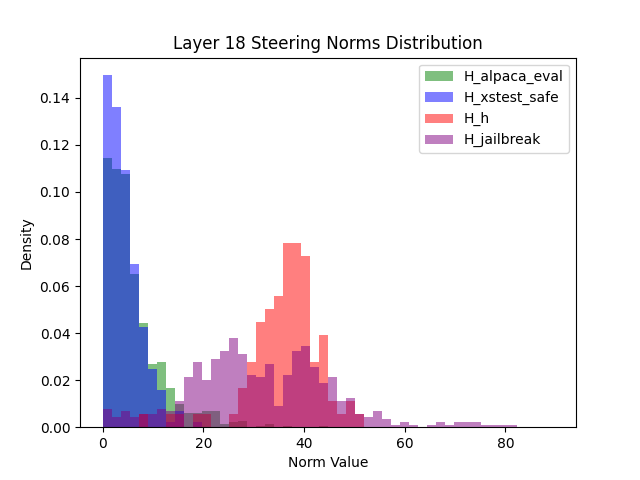 Layer 18 Steering Norms Distribution
H_alpaca_eval
H_xstest_safe
H_h
H_jailbreak
Density
0.14
0.12
0.10
0.08
0.06
0.04
0.02
0.00
0 20 40 60 80
Norm Value